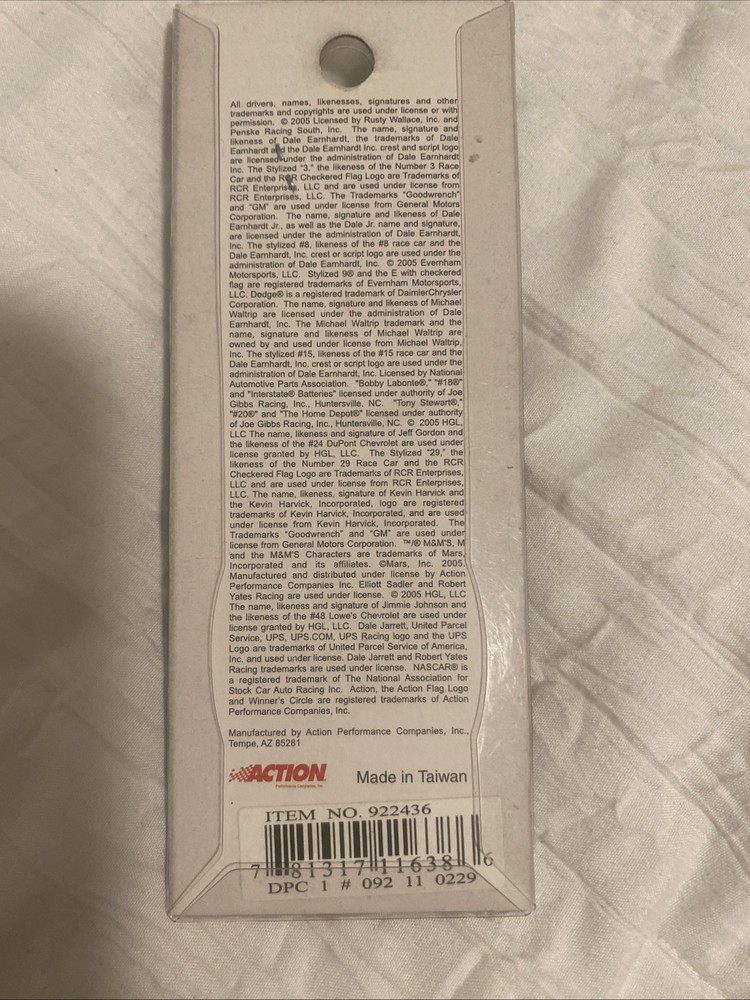 All drivers, names, likenesses, signatures and other
trademarks and copyrights are used under license or with
permission. © 2005 Licensed by Rusty Wallace, Inc. and
Penske Racing South, Inc. The name, signature and
likeness of Dale Earnhardt, the trademarks of Dale
Earnhardt and the Dale Earnhardt Inc. crest and script logo
are licensed under the administration of Dale Earnhardt
Inc. The Stylized "3," the likeness of the Number 3 Race
Car and the RCR Checkered Flag Logo are Trademarks of
RCR Enterprises, LLC and are used under license from
RCR Enterprises, LLC. The Trademarks "Goodwrench"
and "GM" are used under license from General Motors
Corporation. The name, signature and likeness of Dale
Earnhardt Jr., as well as the Dale Jr. name and signature,
are licensed under the administration of Dale Earnhardt,
Inc. The stylized #8, likeness of the #8 race car and the
Dale Earnhardt, Inc. crest or script logo are used under the
administration of Dale Earnhardt, Inc. © 2005 Evernham
Motorsports, LLC. Stylized 9® and the E with checkered
flag are registered trademarks of Evernham Motorsports,
LLC. Dodge® is a registered trademark of DaimlerChrysler
Corporation. The name, signature and likeness of Michael
Waltrip are licensed under the administration of Dale
Earnhardt, Inc. The Michael Waltrip trademark and the
name, signature and likeness of Michael Waltrip are
owned by and used under license from Michael Waltrip,
Inc. The stylized #15, likeness of the #15 race car and the
Dale Earnhardt, Inc. crest or script logo are used under the
administration of Dale Earnhardt, Inc. Licensed by National
Automotive Parts Association. "Bobby Labonte®," "#18®"
and "Interstate® Batteries" licensed under authority of Joe
Gibbs Racing, Inc., Huntersville, NC. "Tony Stewart®,"
"#20®" and "The Home Depot®" licensed under authority
of Joe Gibbs Racing, Inc., Huntersville, NC. © 2005 HGL,
LLC The name, likeness and signature of Jeff Gordon and
the likeness of the #24 DuPont Chevrolet are used under
license granted by HGL, LLC. The Stylized "29," the
likeness of the Number 29 Race Car and the RCR
Checkered Flag Logo are Trademarks of RCR Enterprises,
LLC and are used under license from RCR Enterprises,
LLC. The name, likeness, signature of Kevin Harvick and
the Kevin Harvick, Incorporated, logo are registered
trademarks of Kevin Harvick, Incorporated, and are used
under license from Kevin Harvick, Incorporated. The
Trademarks "Goodwrench" and "GM" are used under
license from General Motors Corporation. ™/® M&M'S, M
and the M&M'S Characters are trademarks of Mars,
Incorporated and its affiliates. ©Mars, Inc. 2005.
Manufactured and distributed under license by Action
Performance Companies Inc. Elliott Sadler and Robert
Yates Racing are used under license. © 2005 HGL, LLC
The name, likeness and signature of Jimmie Johnson and
the likeness of the #48 Lowe's Chevrolet are used under
license granted by HGL, LLC. Dale Jarrett, United Parcel
Service, UPS, UPS.COM, UPS Racing logo and the UPS
Logo are trademarks of United Parcel Service of America,
Inc. and used under license. Dale Jarrett and Robert Yates
Racing trademarks are used under license. NASCAR® is
a registered trademark of The National Association for
Stock Car Auto Racing Inc. Action, the Action Flag Logo
and Winner's Circle are registered trademarks of Action
Performance Companies, Inc.
Manufactured by Action Performance Companies, Inc.,
Tempe, AZ 85281
ACTION
Performance Companies, Inc.
Made in Taiwan
ITEM NO. 922436
7 81317 11638 6
DPC 1 # 092 11 0229